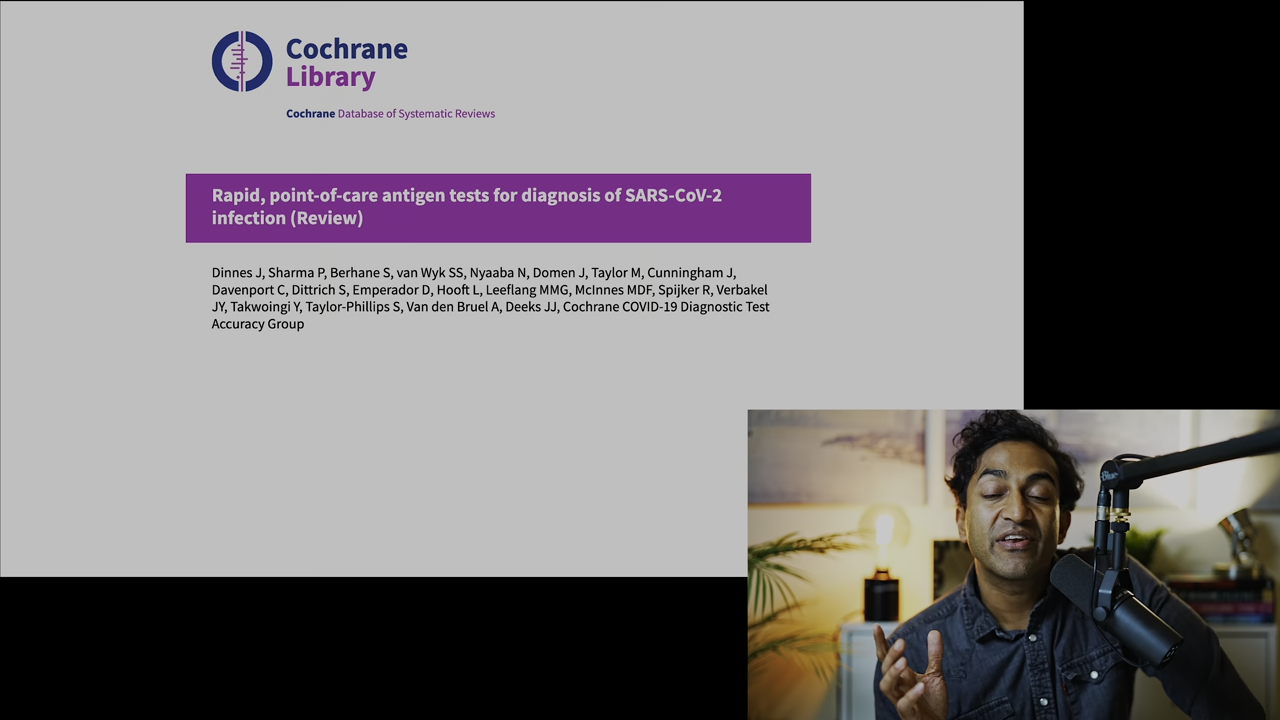 Cochrane
Library
Cochrane Database of Systematic Reviews
Rapid, point-of-care antigen tests for diagnosis of SARS-CoV-2
infection (Review)
Dinnes J, Sharma P, Berhane S, van Wyk SS, Nyaaba N, Domen J, Taylor M, Cunningham J,
Davenport C, Dittrich S, Emperador D, Hooft L, Leeflang MMG, McInnes MDF, Spijker R, Verbakel
JY, Takwoingi Y, Taylor-Phillips S, Van den Bruel A, Deeks JJ, Cochrane COVID-19 Diagnostic Test
Accuracy Group